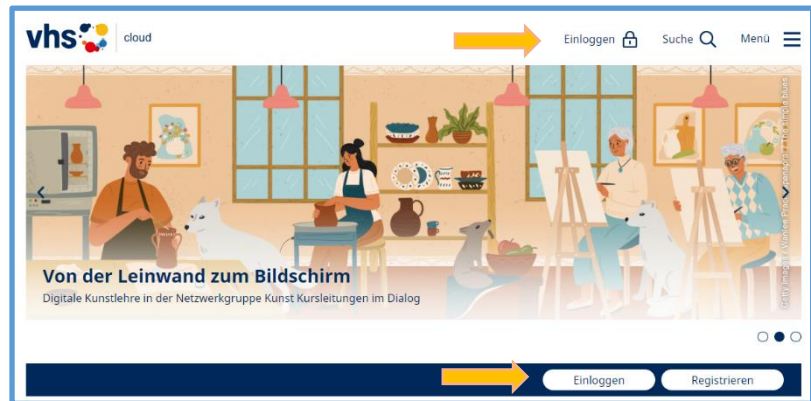 vhs cloud
Einloggen Suche Menü
Von der Leinwand zum Bildschirm
Digitale Kunstlehre in der Netzwerkgruppe Kunst Kursleitungen im Dialog
Einloggen Registrieren